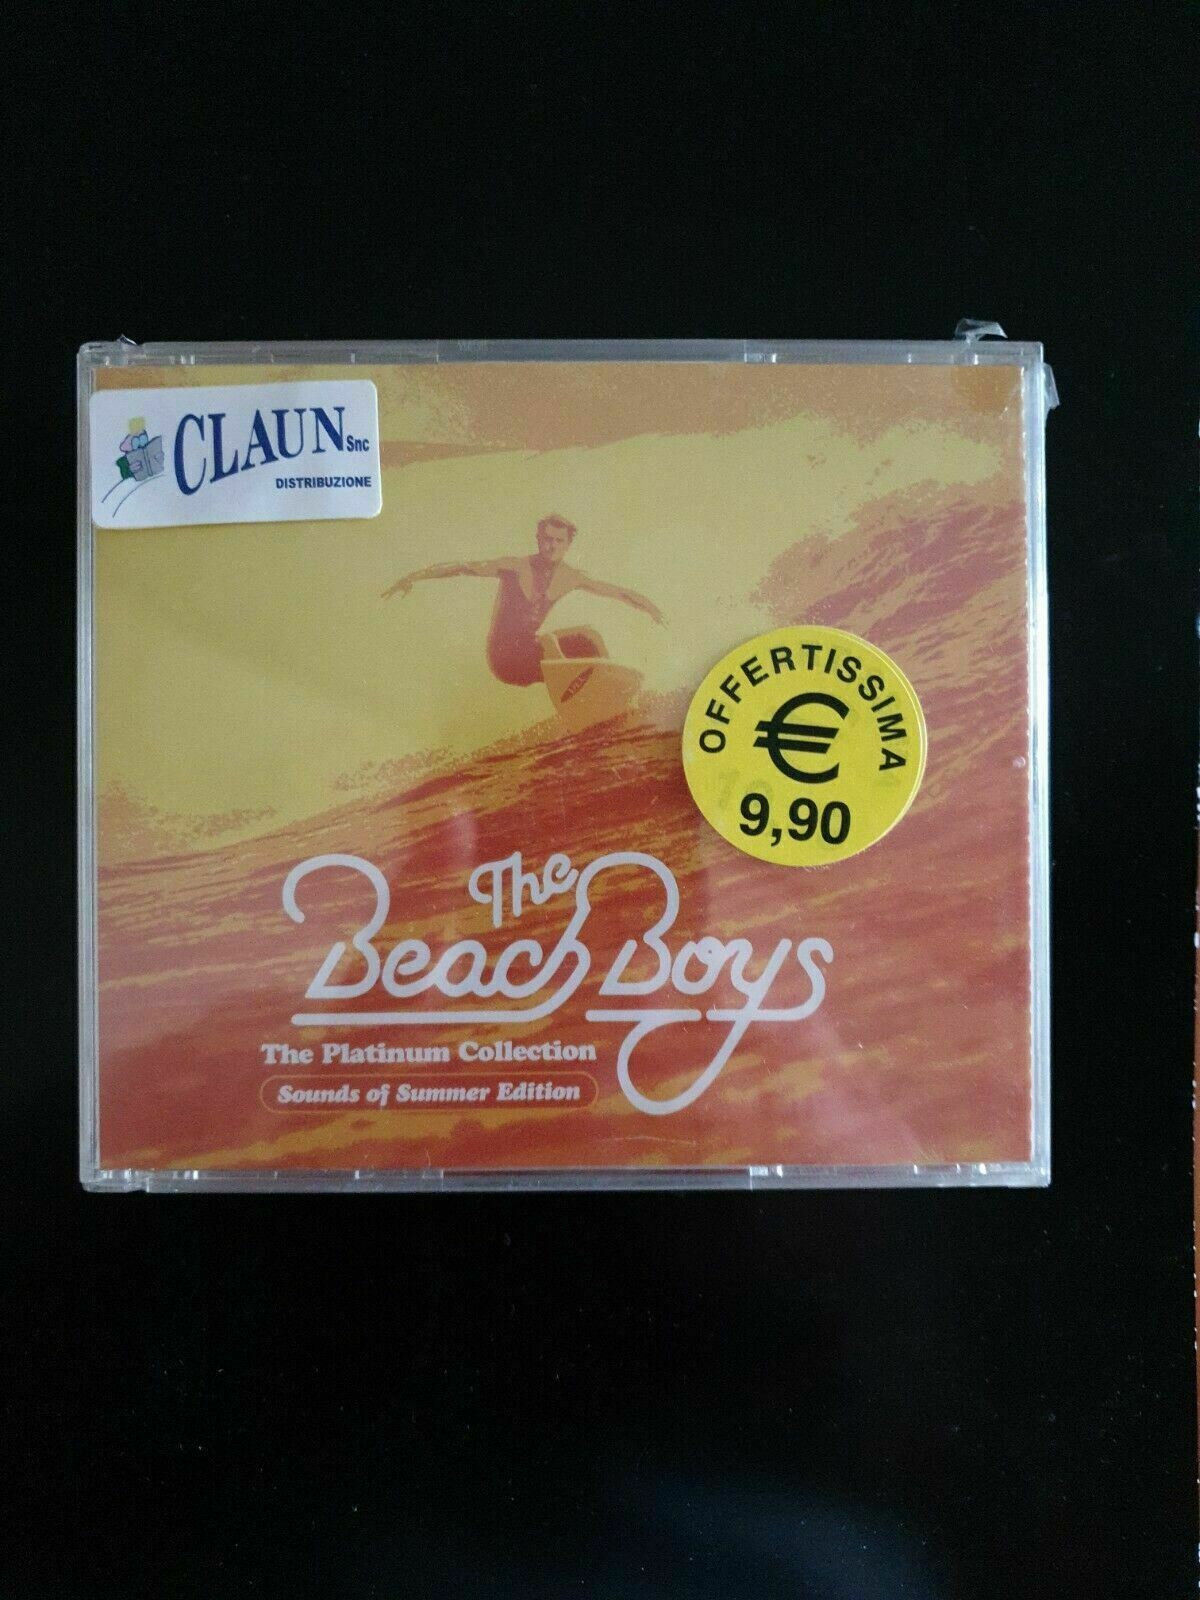 CLAUN Snc
DISTRIBUZIONE
OFFERTISSIMA
€
9,90
The
Beach Boys
The Platinum Collection
Sounds of Summer Edition